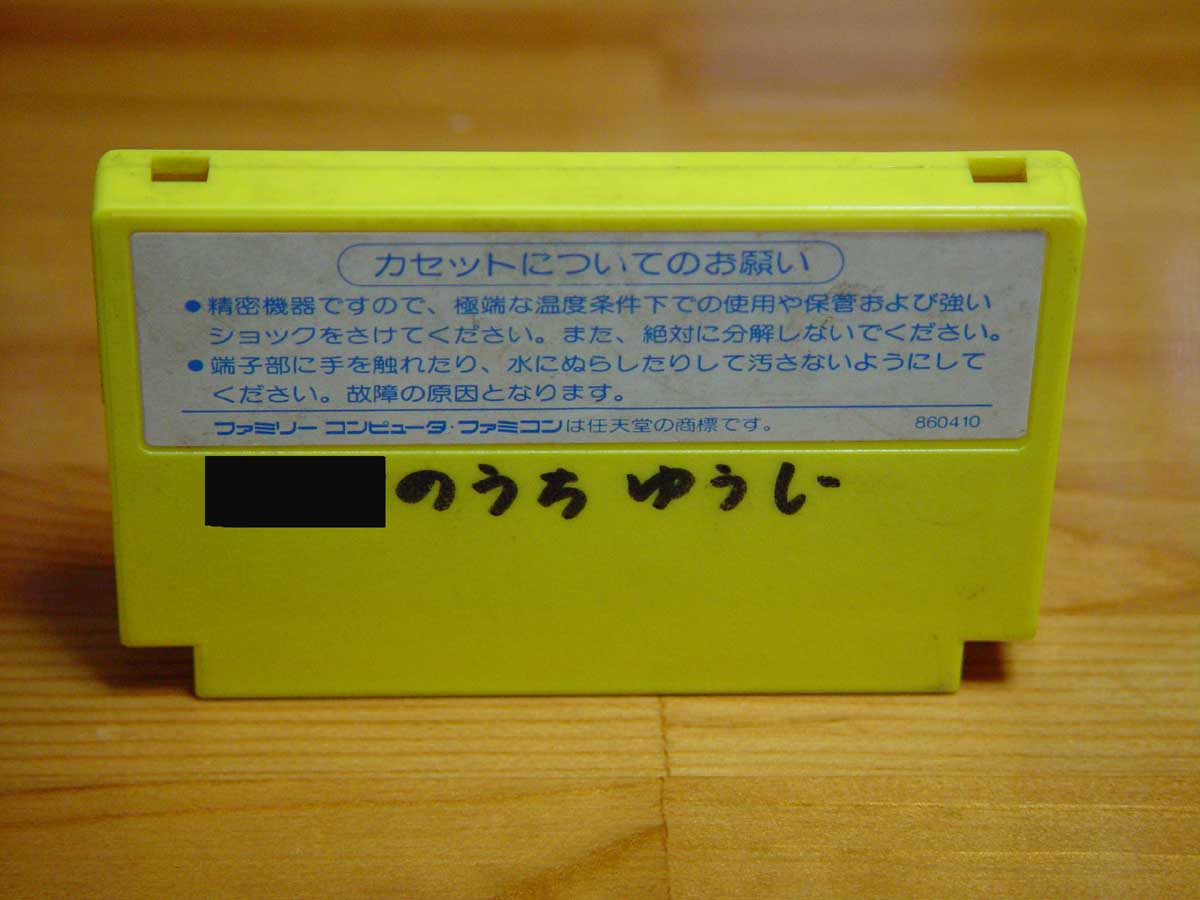 カセットについてのお願い
●精密機器ですので、極端な温度条件下での使用や保管および強い
ショックをさけてください。また、絶対に分解しないでください。
●端子部に手を触れたり、水にぬらしたりして汚さないようにして
ください。故障の原因となります。
ファミリー コンピュータ・ファミコンは任天堂の商標です。 860410
のうち ゆうじ